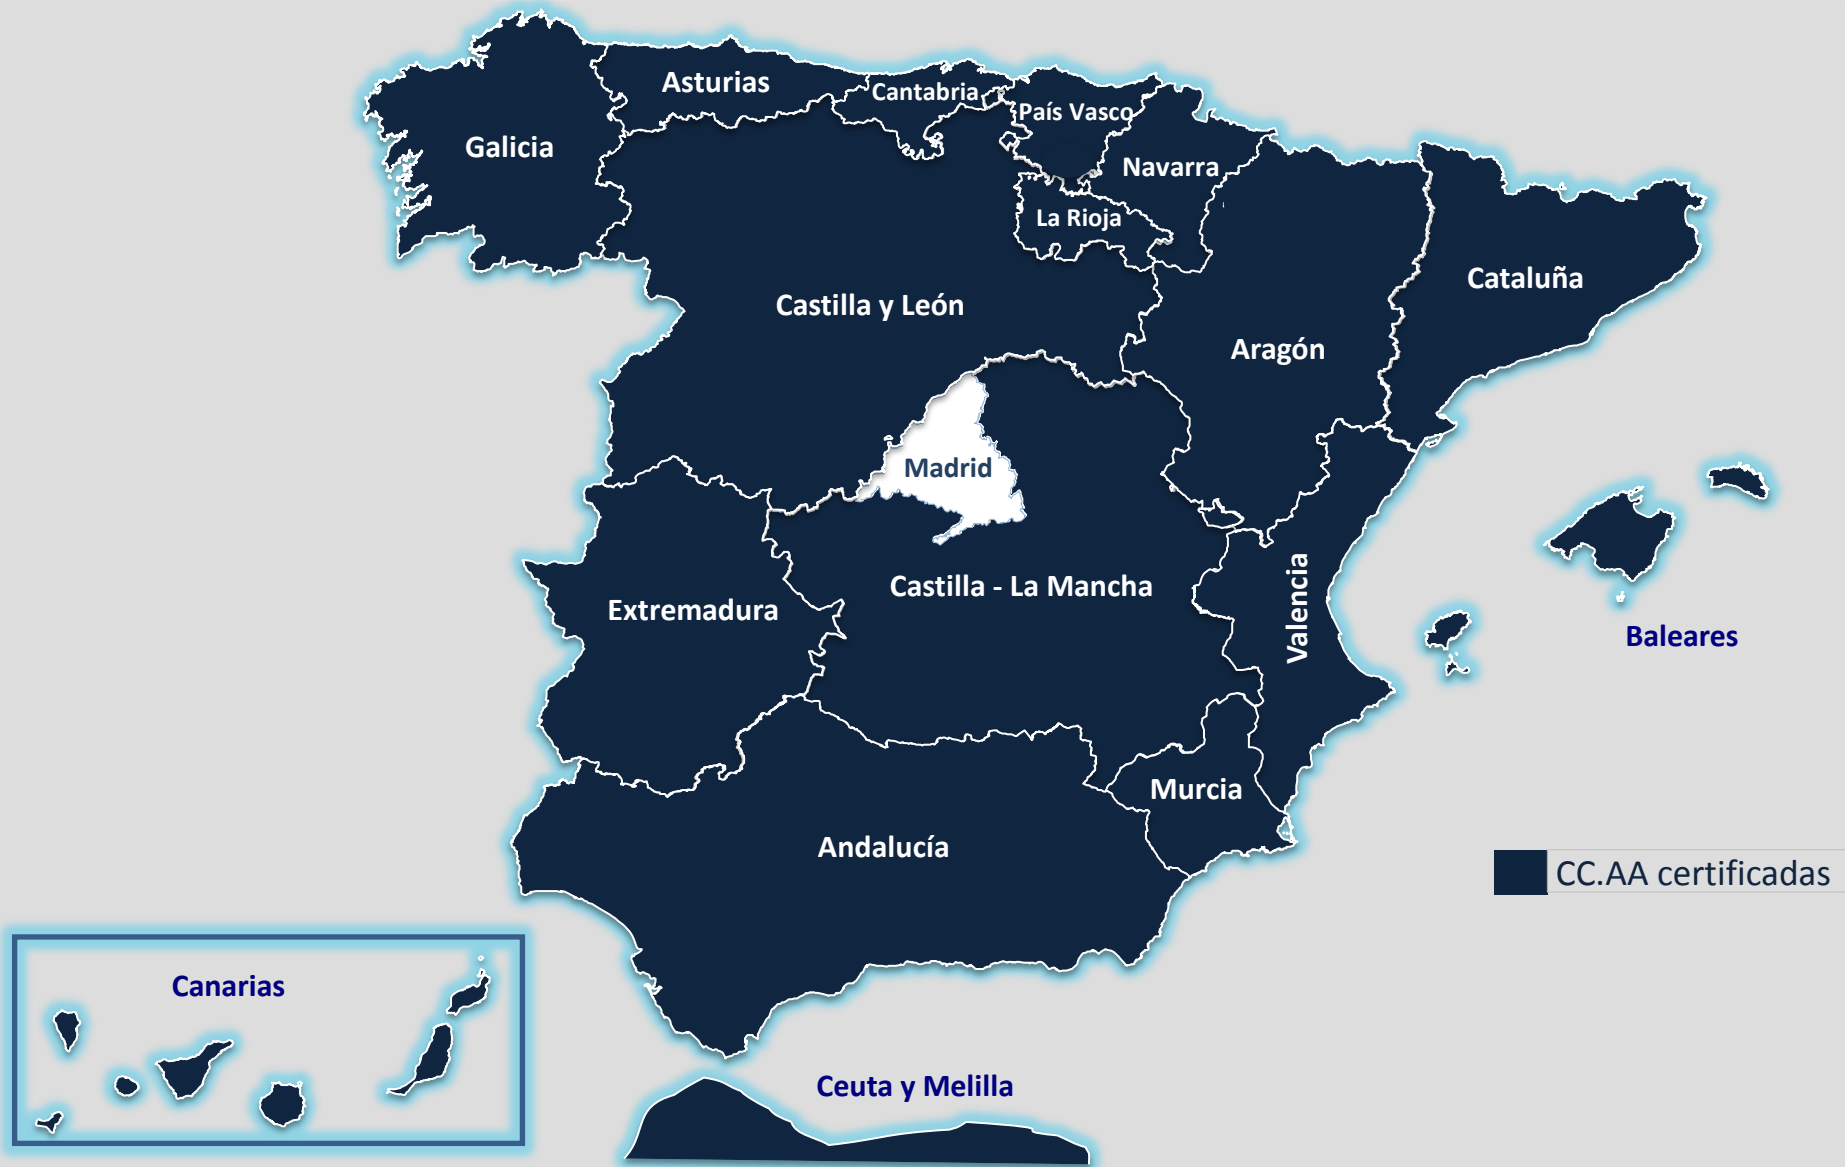 Asturias
Cantabria
País Vasco
Galicia
Navarra
La Rioja
Cataluña
Castilla y León
Aragón
Madrid
Castilla - La Mancha
Extremadura
Valencia
Baleares
Murcia
Andalucía
CC.AA certificadas
Canarias
Ceuta y Melilla